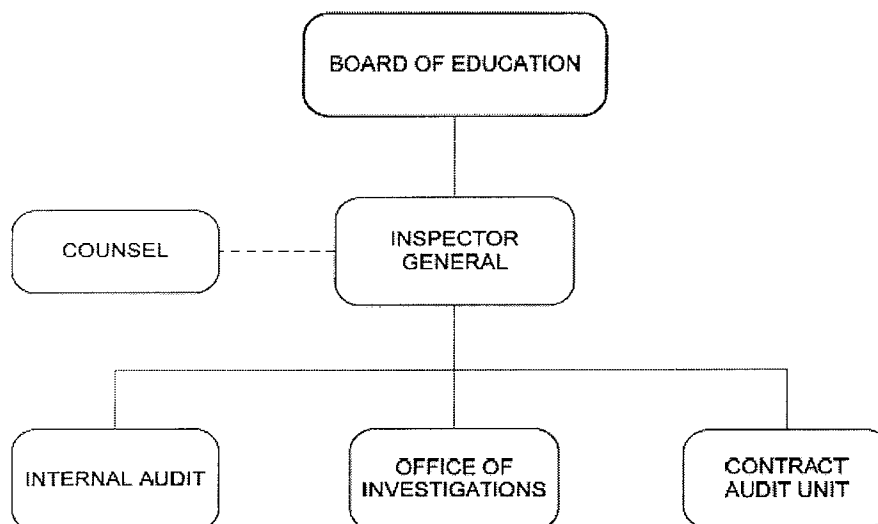 BOARD OF EDUCATION
COUNSEL
INSPECTOR
GENERAL
INTERNAL AUDIT
OFFICE OF
INVESTIGATIONS
CONTRACT
AUDIT UNIT